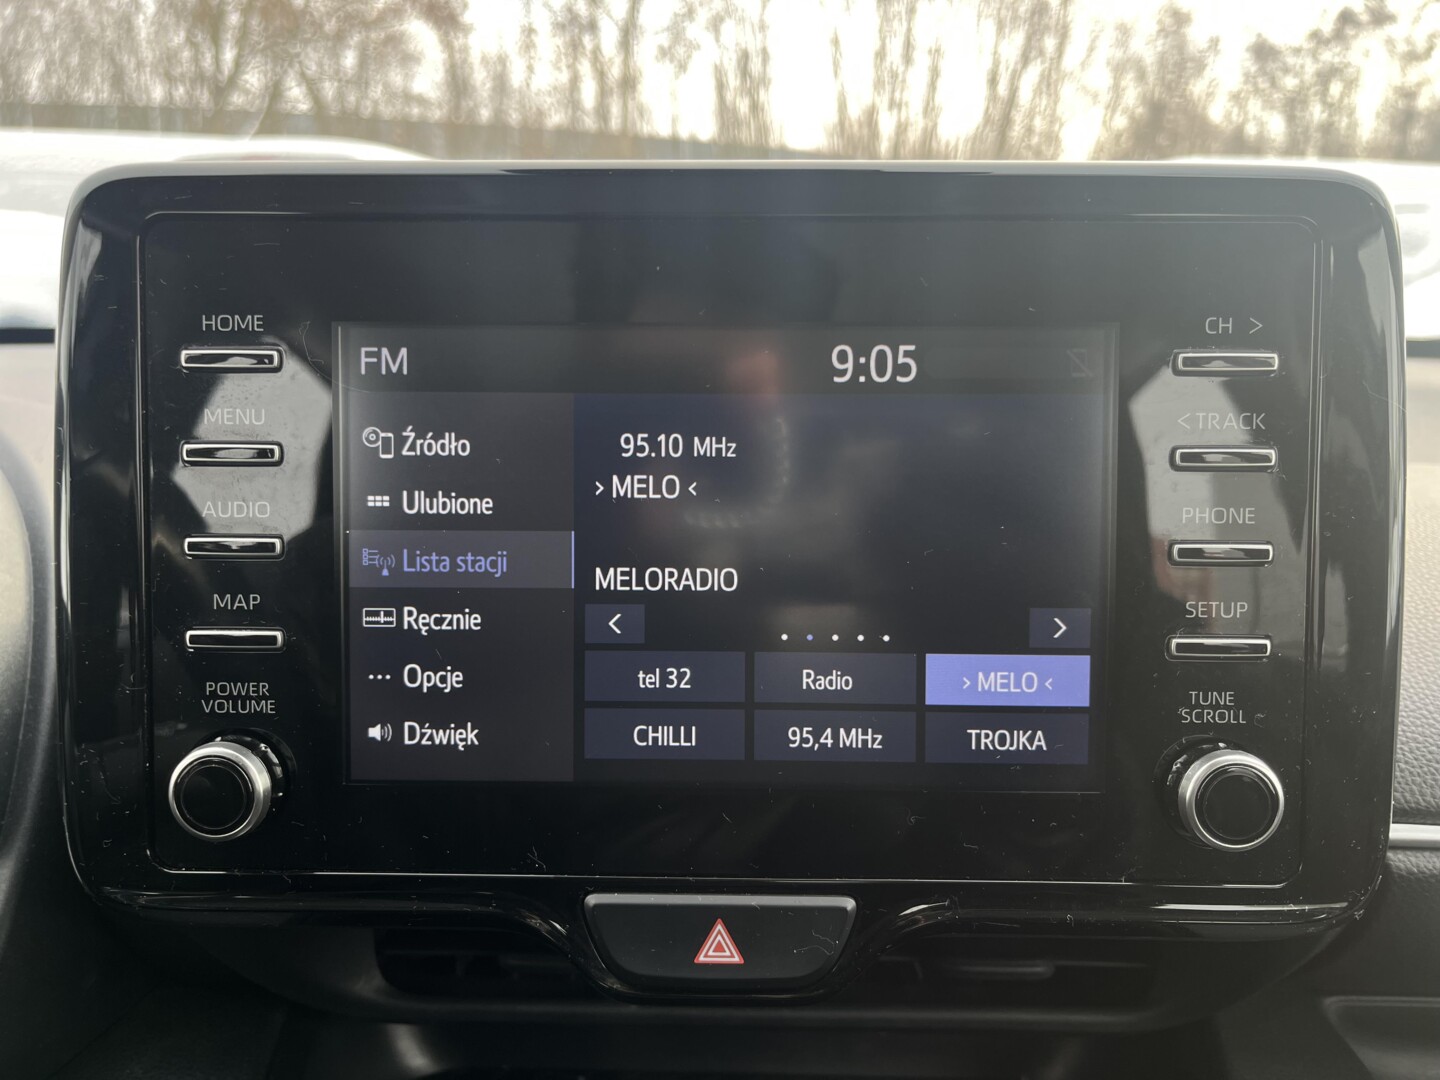 HOME
MENU
AUDIO
MAP
POWER
VOLUME
FM
9:05
Źródło
Ulubione
Lista stacji
Ręcznie
Opcje
Dźwięk
95.10 MHz
> MELO <
MELORADIO
< >
tel 32 Radio > MELO <
CHILLI 95,4 MHz TROJKA
CH >
< TRACK
PHONE
SETUP
TUNE
SCROLL